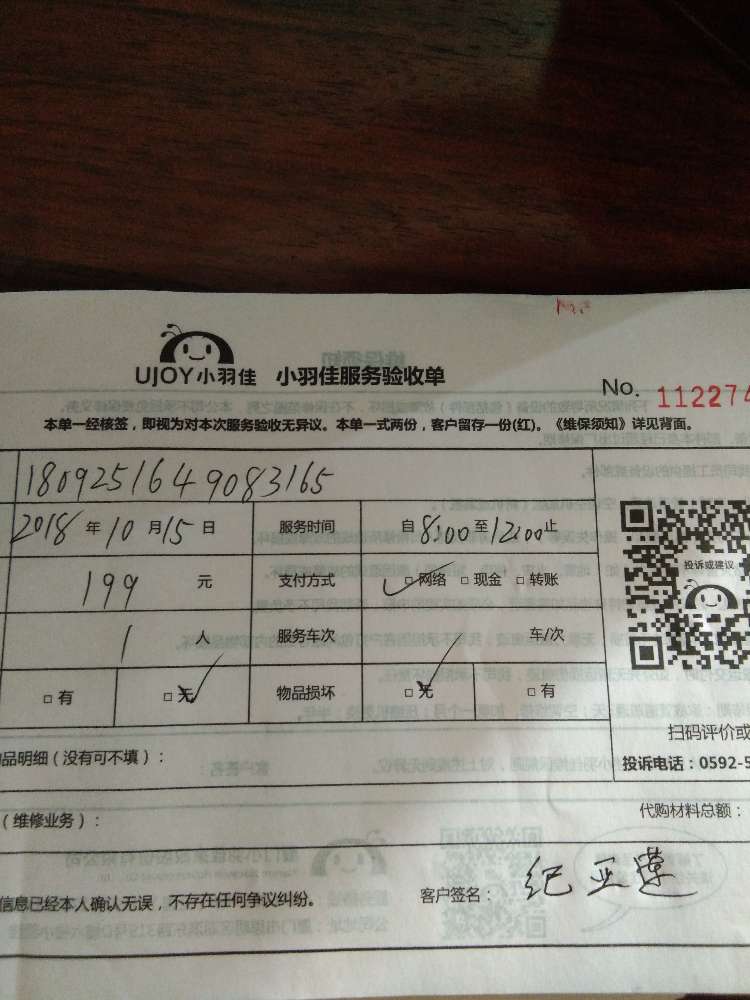 UJOY小羽佳 小羽佳服务验收单
No. 112274
本单一经核签，即视为对本次服务验收无异议。本单一式两份，客户留存一份(红)。《维保须知》详见背面。
1809251649083165
2018 年 10 月 15 日 服务时间 自 8:00 至 12:00 止
投诉或建议
199 元 支付方式 □网络 □现金 □转账
1 人 服务车次 车/次
□有 □无 物品损坏 □无 □有
扫码评价或
品明细（没有可不填）：
投诉电话：0592-5
代购材料总额：
（维修业务）：
信息已经本人确认无误，不存在任何争议纠纷。 客户签名： 纪亚莲